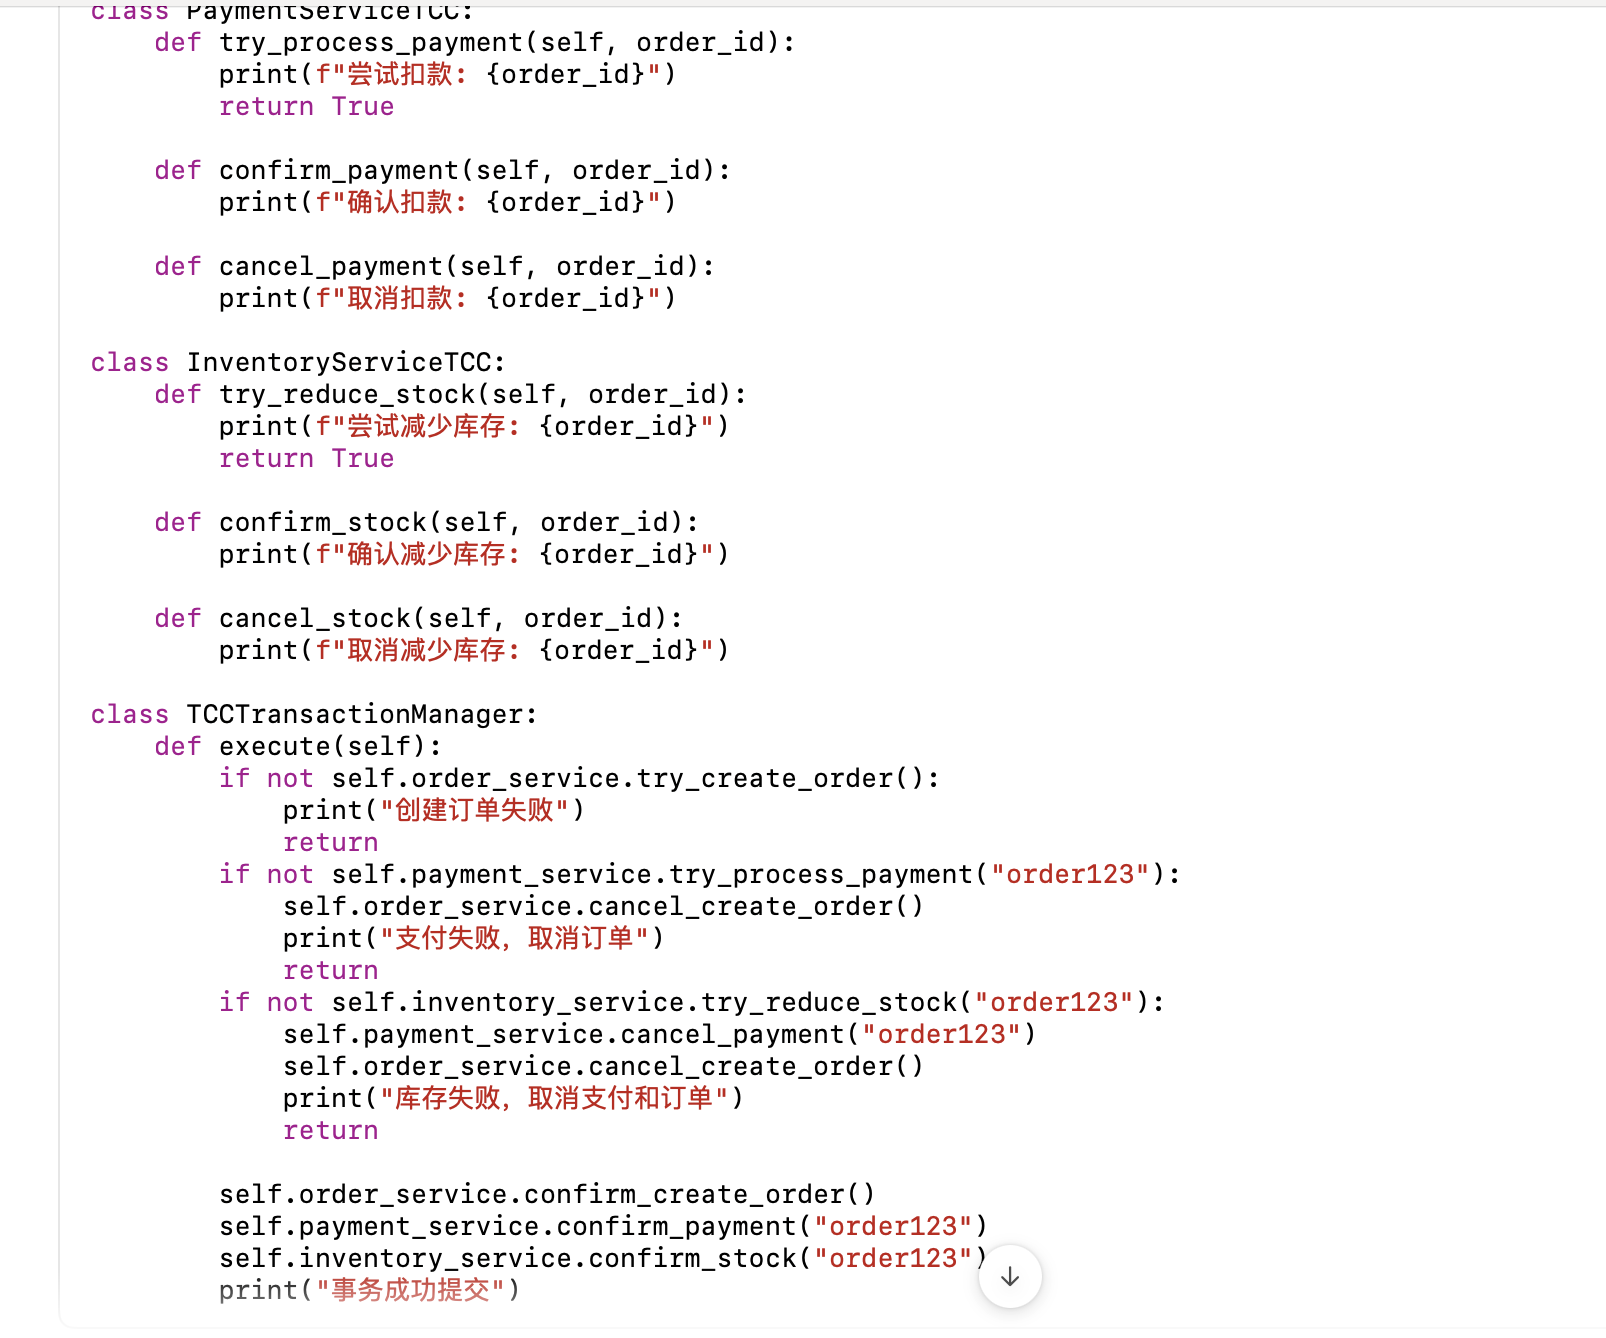 class PaymentServiceTCC:
    def try_process_payment(self, order_id):
        print(f"尝试扣款: {order_id}")
        return True

    def confirm_payment(self, order_id):
        print(f"确认扣款: {order_id}")

    def cancel_payment(self, order_id):
        print(f"取消扣款: {order_id}")

class InventoryServiceTCC:
    def try_reduce_stock(self, order_id):
        print(f"尝试减少库存: {order_id}")
        return True

    def confirm_stock(self, order_id):
        print(f"确认减少库存: {order_id}")

    def cancel_stock(self, order_id):
        print(f"取消减少库存: {order_id}")

class TCCTransactionManager:
    def execute(self):
        if not self.order_service.try_create_order():
            print("创建订单失败")
            return
        if not self.payment_service.try_process_payment("order123"):
            self.order_service.cancel_create_order()
            print("支付失败，取消订单")
            return
        if not self.inventory_service.try_reduce_stock("order123"):
            self.payment_service.cancel_payment("order123")
            self.order_service.cancel_create_order()
            print("库存失败，取消支付和订单")
            return

        self.order_service.confirm_create_order()
        self.payment_service.confirm_payment("order123")
        self.inventory_service.confirm_stock("order123")
        print("事务成功提交")